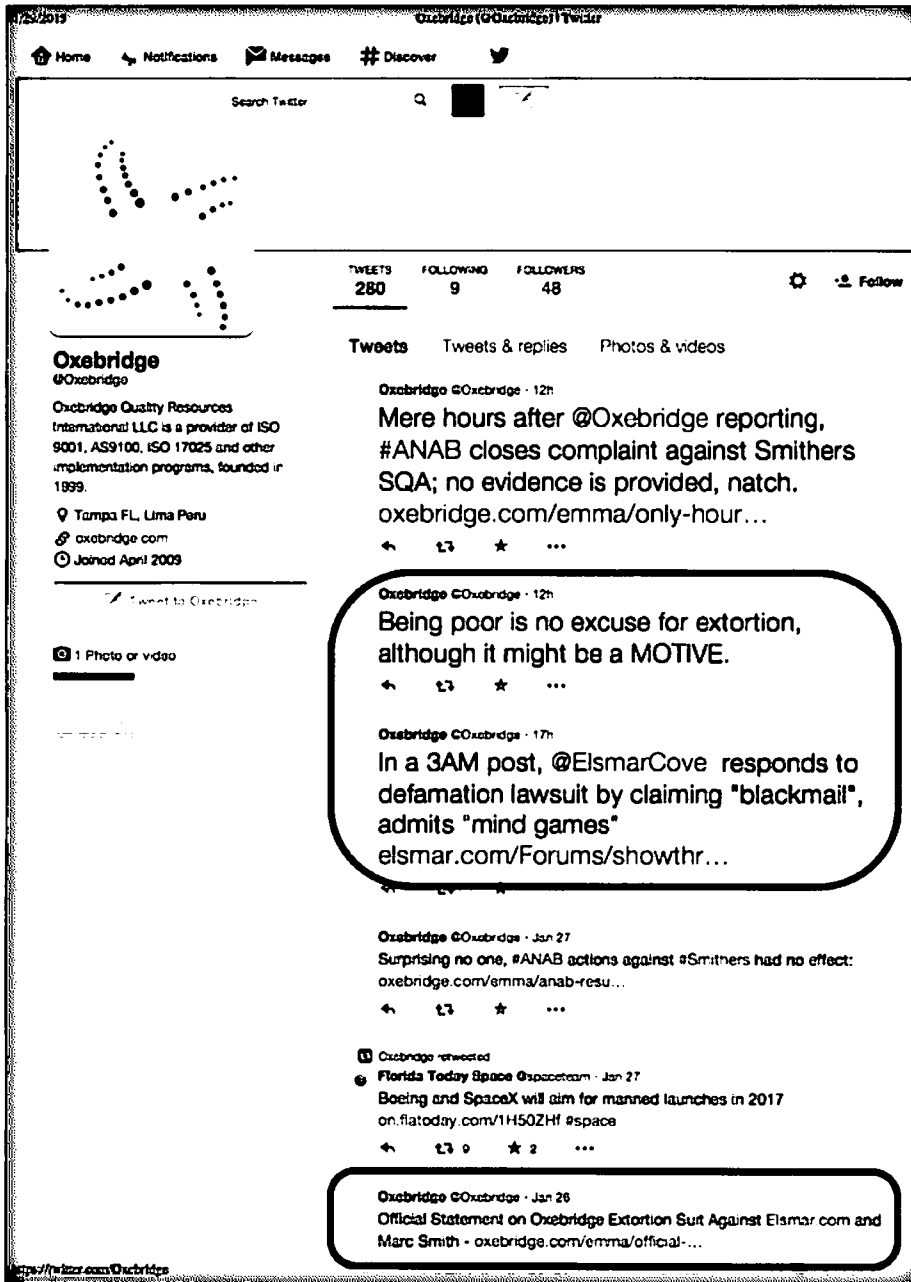 Oxebridge (@Oxebridge) | Twitter
Home Notifications Messages # Discover
Search Twitter
TWEETS FOLLOWING FOLLOWERS
280 9 48
Follow
Oxebridge
@Oxebridge
Oxebridge Quality Resources
International LLC is a provider of ISO
9001, AS9100, ISO 17025 and other
implementation programs, founded in
1999.
Tampa FL, Lima Peru
oxebridge.com
Joined April 2009
Tweet to Oxebridge
1 Photo or video
Tweets Tweets & replies Photos & videos
Oxebridge @Oxebridge · 12h
Mere hours after @Oxebridge reporting,
#ANAB closes complaint against Smithers
SQA; no evidence is provided, natch.
oxebridge.com/emma/only-hour...
Oxebridge @Oxebridge · 12h
Being poor is no excuse for extortion,
although it might be a MOTIVE.
Oxebridge @Oxebridge · 17h
In a 3AM post, @ElsmarCove responds to
defamation lawsuit by claiming "blackmail",
admits "mind games"
elsmar.com/Forums/showthr...
Oxebridge @Oxebridge · Jan 27
Surprising no one, #ANAB actions against #Smithers had no effect:
oxebridge.com/emma/anab-resu...
Oxebridge retweeted
Florida Today Space @spaceteam · Jan 27
Boeing and SpaceX will aim for manned launches in 2017
on.flatoday.com/1H50ZHf #space
9 2
Oxebridge @Oxebridge · Jan 26
Official Statement on Oxebridge Extortion Suit Against Elsmar.com and
Marc Smith - oxebridge.com/emma/official-...
https://twitter.com/Oxebridge